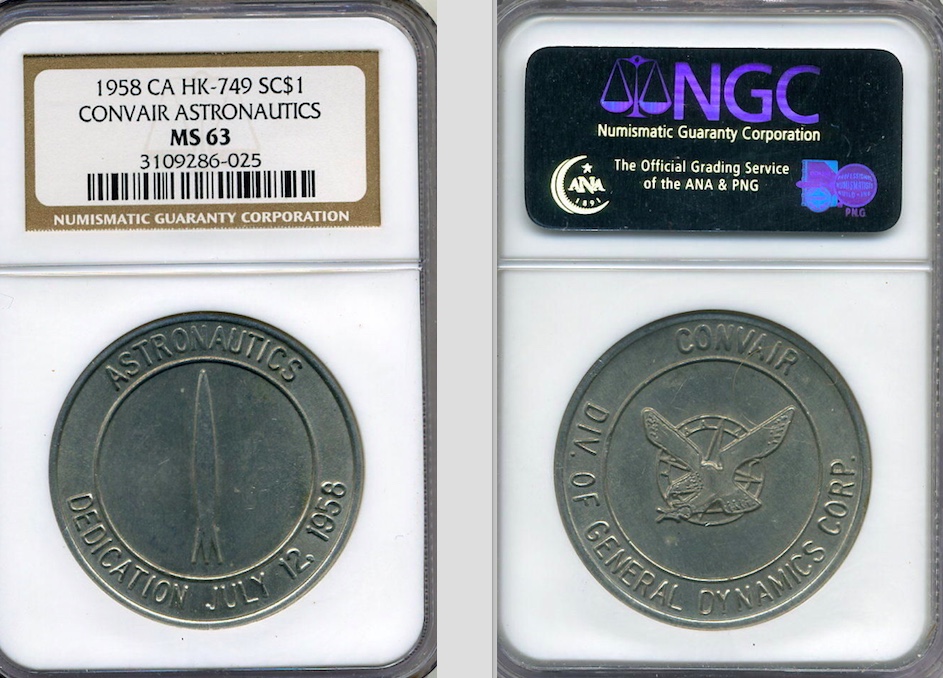 1958 CA HK-749 SC$1
CONVAIR ASTRONAUTICS
MS 63
3109286-025
NUMISMATIC GUARANTY CORPORATION
ASTRONAUTICS
DEDICATION JULY 12, 1958
NGC
Numismatic Guaranty Corporation
The Official Grading Service
of the ANA & PNG
ANA
1891
PROFESSIONAL
NUMISMATISTS
P.N.G.
CONVAIR
DIV. OF GENERAL DYNAMICS CORP.